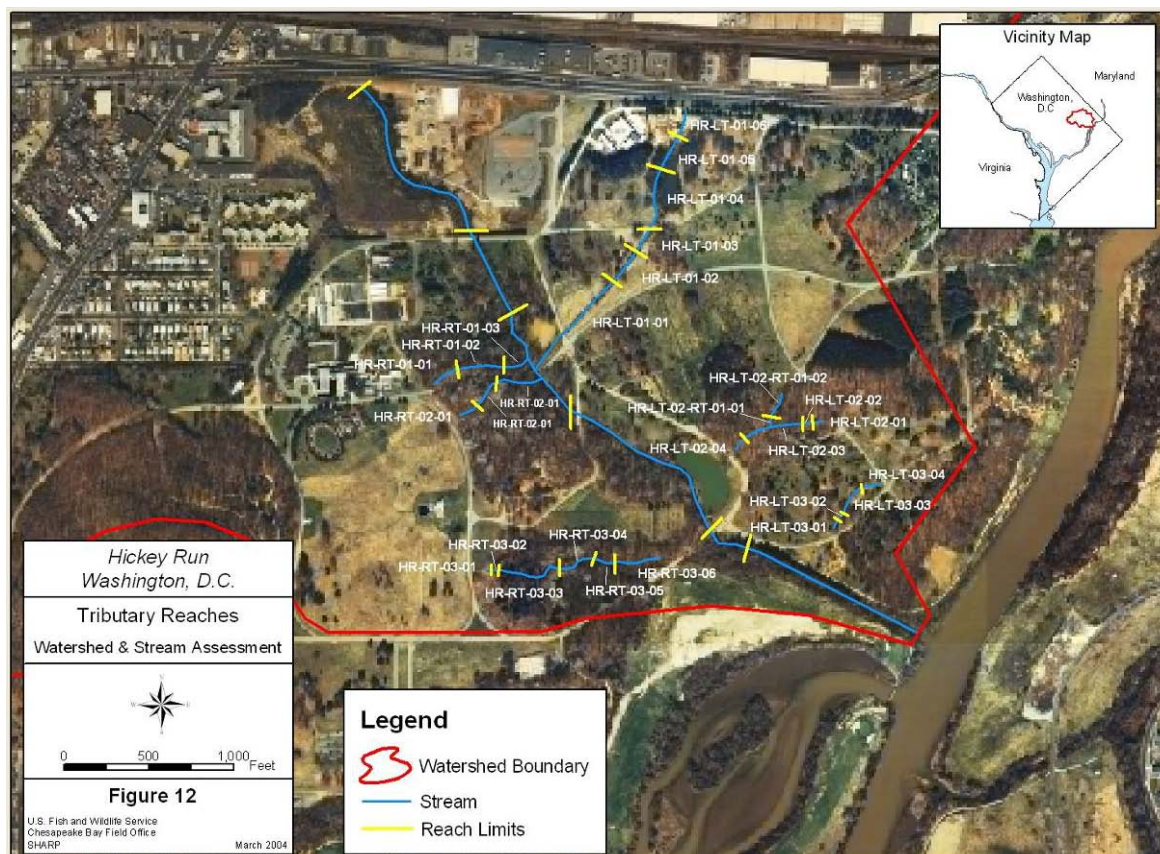 Vicinity Map
Maryland
Washington,
D.C
Virginia
HR-LT-01-06
HR-LT-01-05
HR-LT-01-04
HR-LT-01-03
HR-LT-01-02
HR-LT-01-01
HR-RT-01-03
HR-RT-01-02
HR-RT-01-01
HR-RT-02-01
HR-RT-02-01
HR-RT-02-01
HR-LT-02-RT-01-02
HR-LT-02-RT-01-01
HR-LT-02-02
HR-LT-02-01
HR-LT-02-03
HR-LT-02-04
HR-LT-03-04
HR-LT-03-03
HR-LT-03-02
HR-LT-03-01
HR-RT-03-04
HR-RT-03-02
HR-RT-03-01
HR-RT-03-03
HR-RT-03-05
HR-RT-03-06
Hickey Run
Washington, D.C.
Tributary Reaches
Watershed & Stream Assessment
N
W
E
S
0 500 1,000
Feet
Figure 12
U.S. Fish and Wildlife Service
Chesapeake Bay Field Office
SHARP March 2004
Legend
Watershed Boundary
Stream
Reach Limits